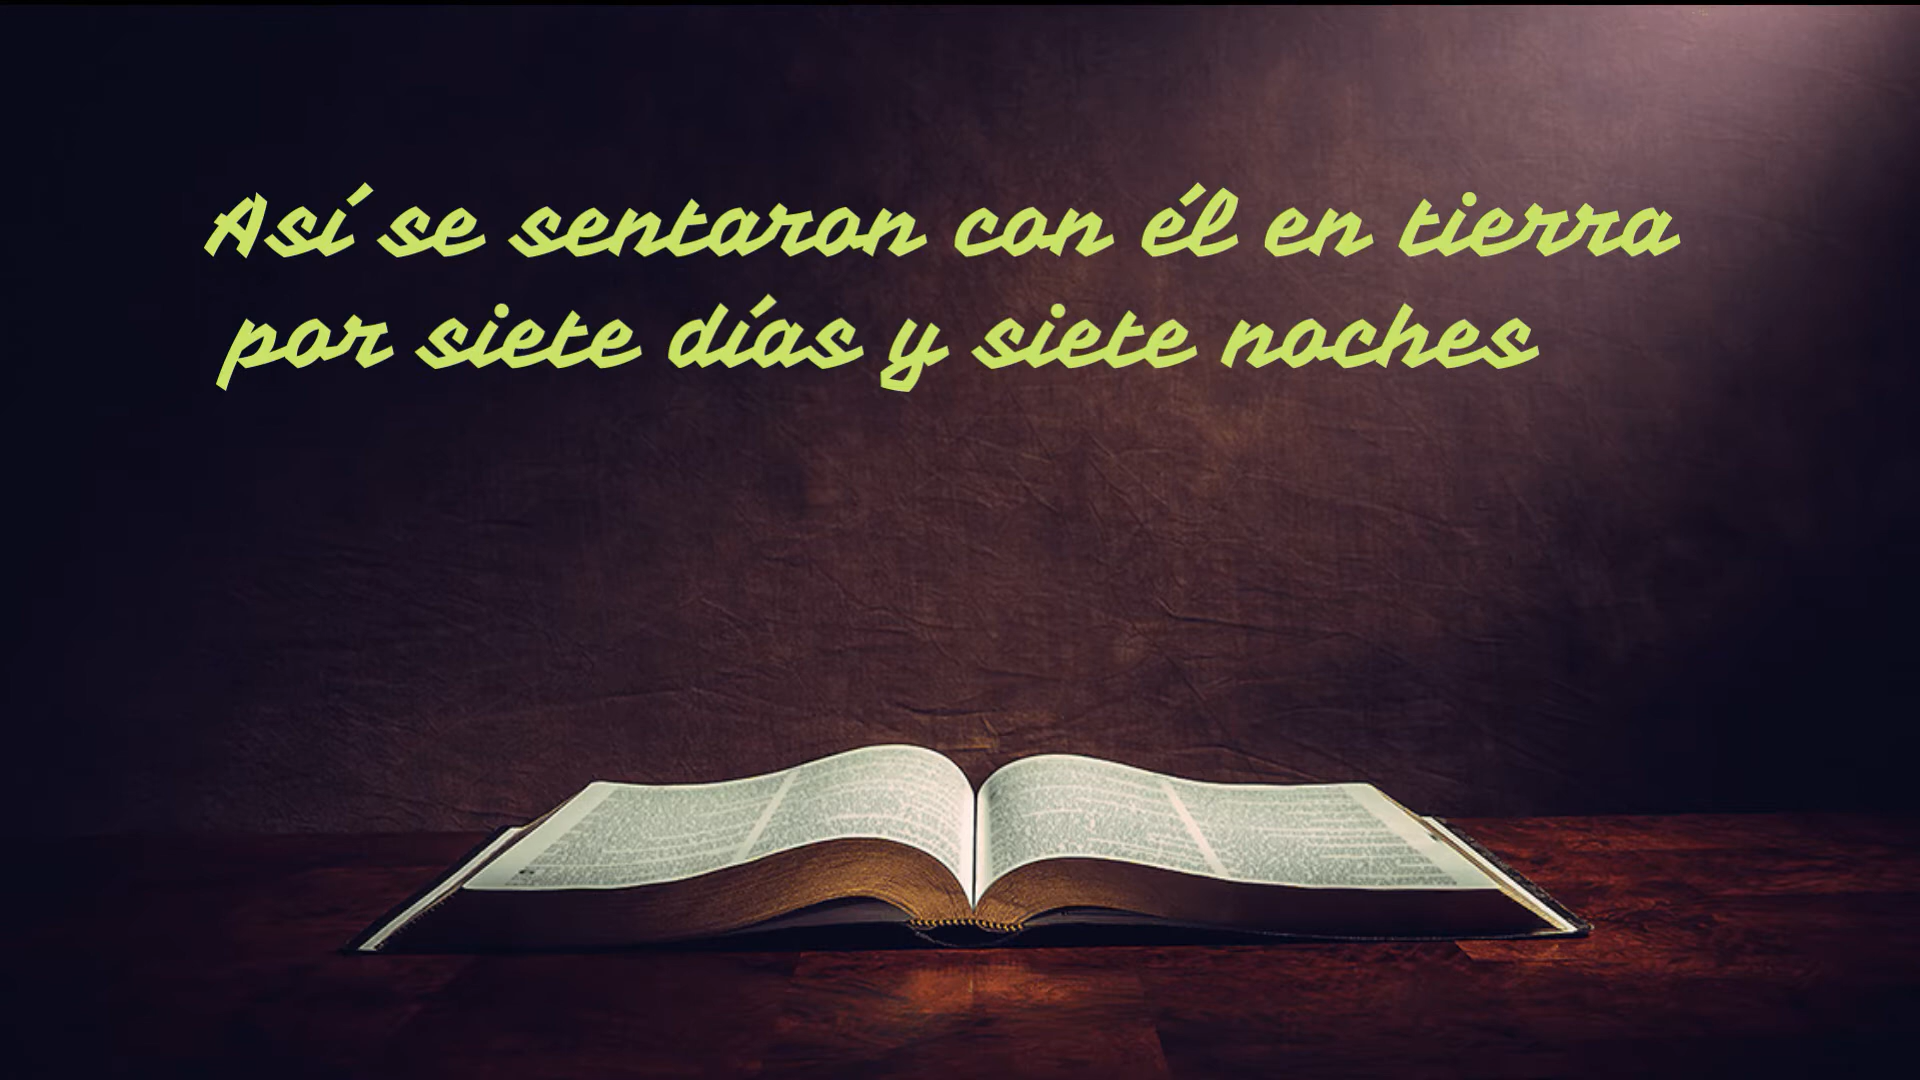 Así se sentaron con él en tierra
por siete días y siete noches